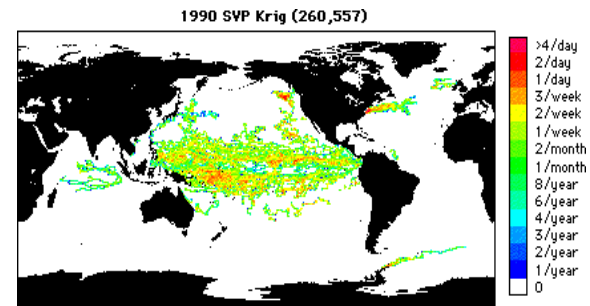 1990 SVP Krig (260,557)
>4/day
2/day
1/day
3/week
2/week
1/week
2/month
1/month
8/year
6/year
4/year
3/year
2/year
1/year
0